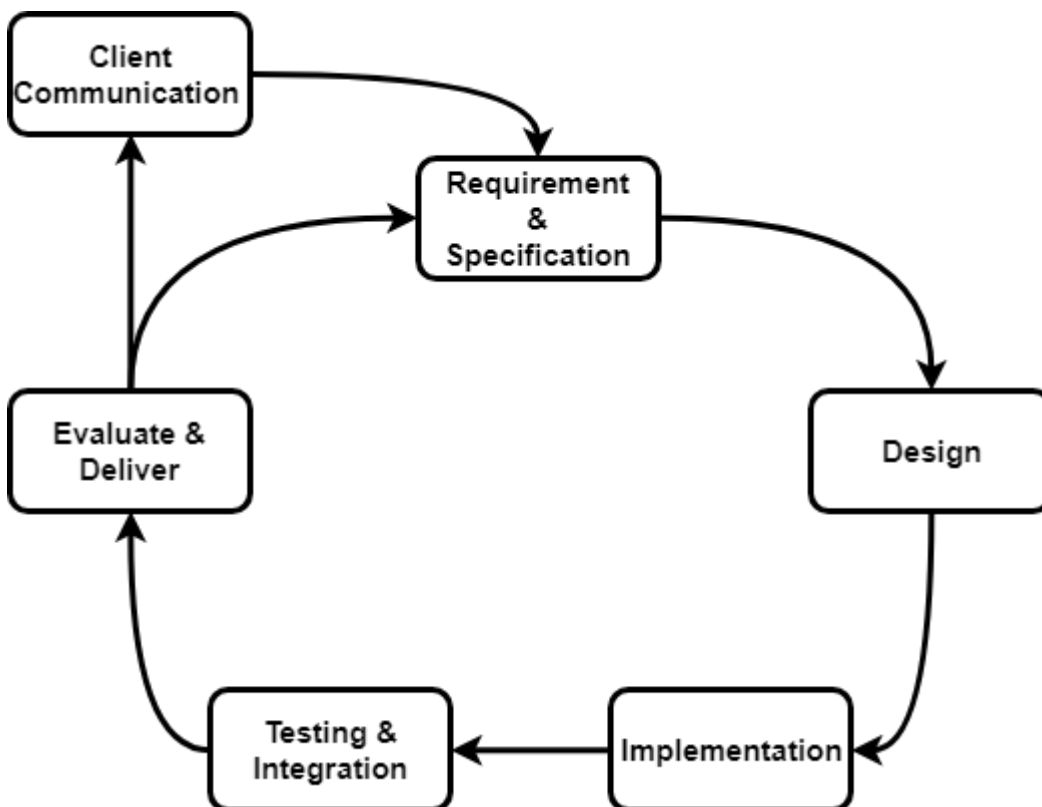 Client
Communication
Requirement
&
Specification
Evaluate &
Deliver
Design
Testing &
Integration
Implementation